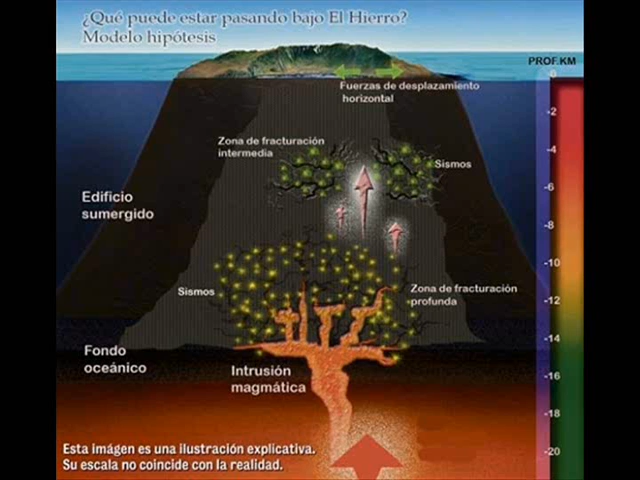 ¿Qué puede estar pasando bajo El Hierro?
Modelo hipótesis
PROF.KM
0
Fuerzas de desplazamiento
horizontal
-2
Zona de fracturación
intermedia
-4
Sismos
-6
Edificio
sumergido
-8
-10
Sismos
Zona de fracturación
profunda
-12
-14
Fondo
oceánico
Intrusión
magmática
-16
-18
Esta imágen es una ilustración explicativa.
Su escala no coincide con la realidad.
-20